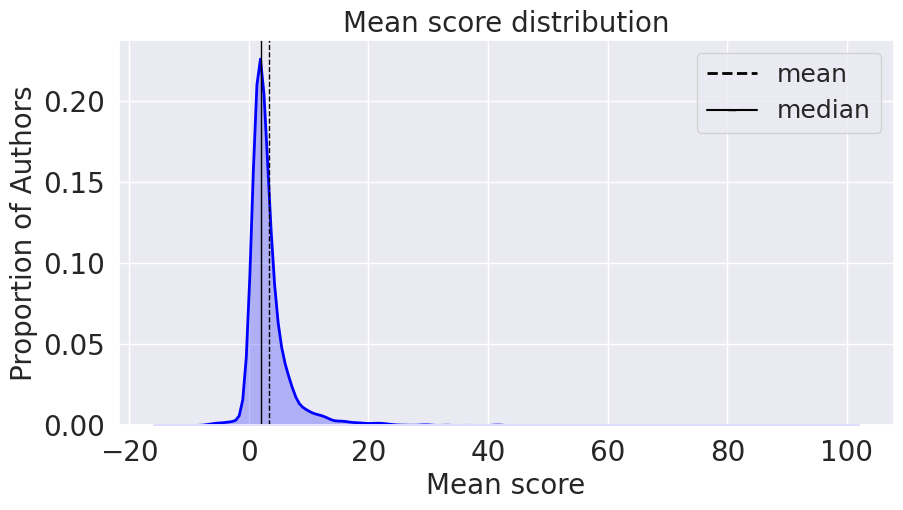 Mean score distribution
mean
median
Proportion of Authors
0.20
0.15
0.10
0.05
0.00
−20 0 20 40 60 80 100
Mean score